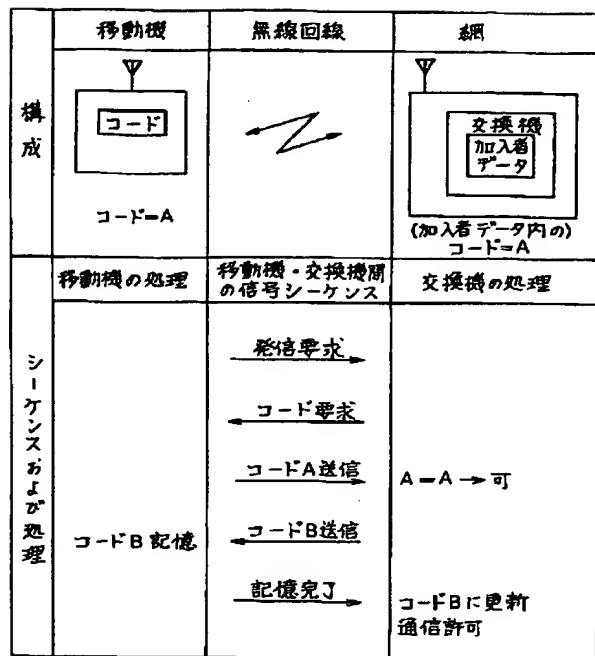 移動機
無線回線
網
構成
コード
コード=A
交換機
加入者
データ
(加入者データ内の)
コード=A
移動機の処理
移動機・交換機間
の信号シーケンス
交換機の処理
シーケンスおよび処理
発信要求
コード要求
コードA送信
A=A→可
コードB送信
コードB記憶
記憶完了
コードBに更新
通信許可